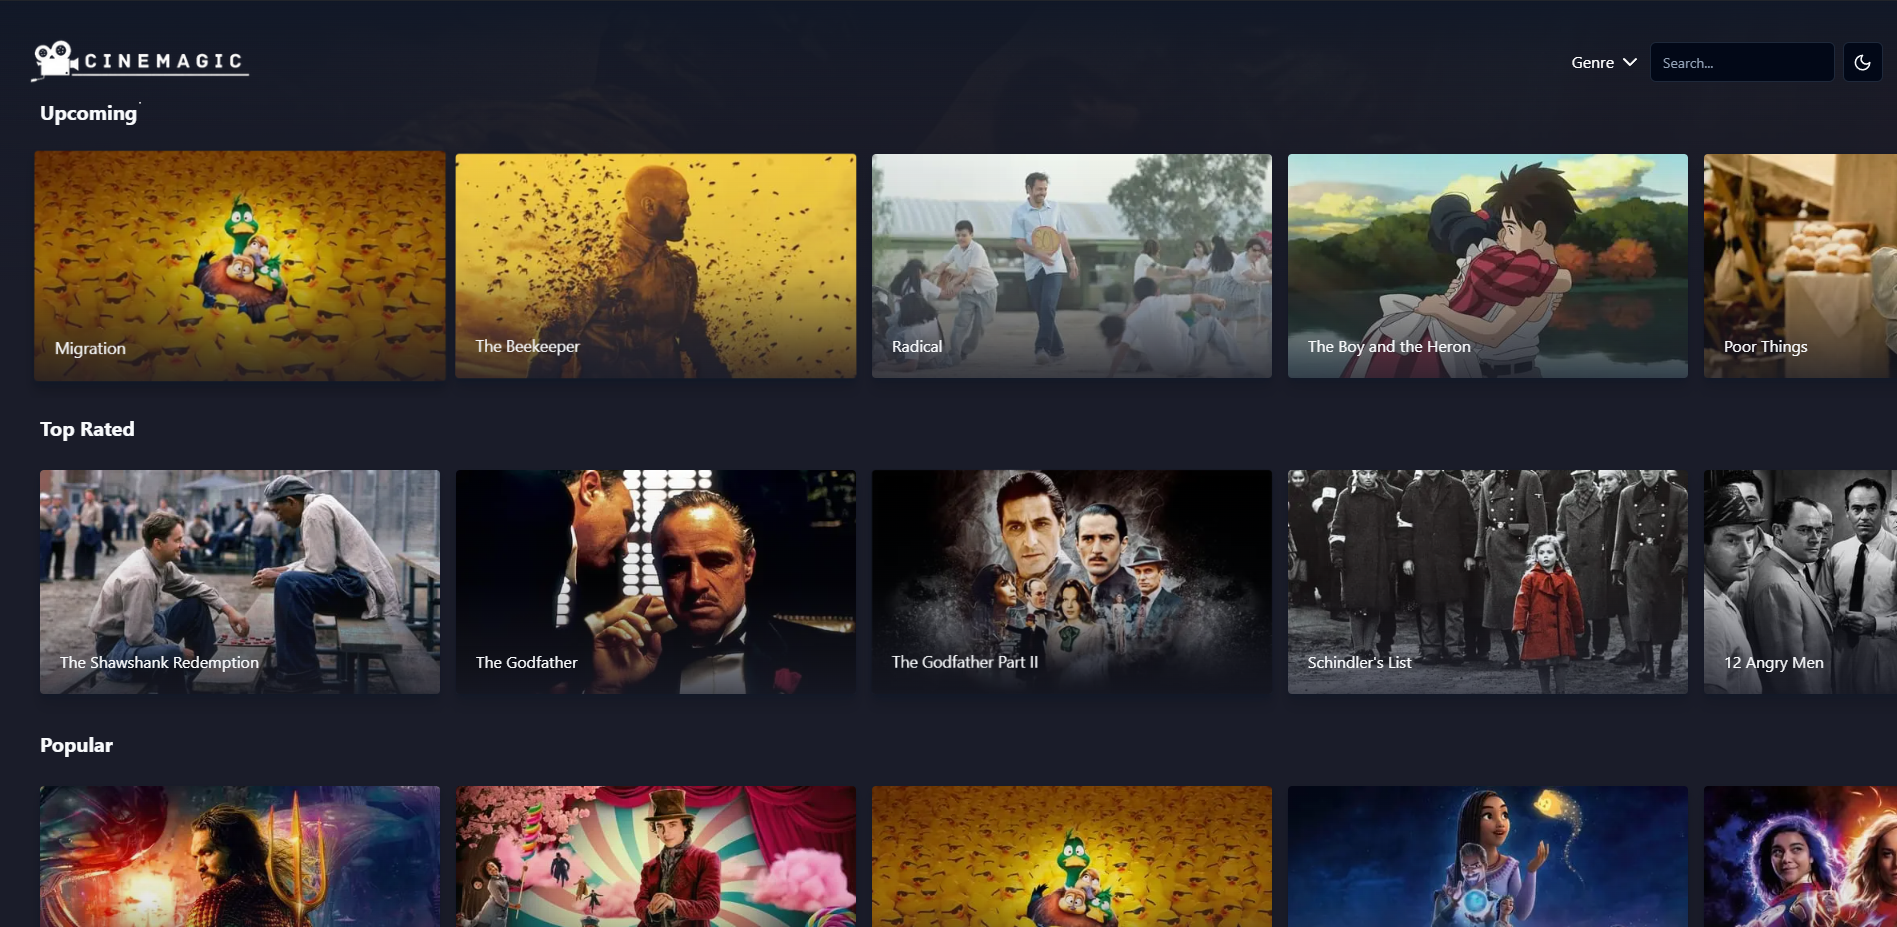 CINEMAGIC
Genre
Search...
Upcoming
Migration
The Beekeeper
Radical
The Boy and the Heron
Poor Things
Top Rated
The Shawshank Redemption
The Godfather
The Godfather Part II
Schindler's List
12 Angry Men
Popular